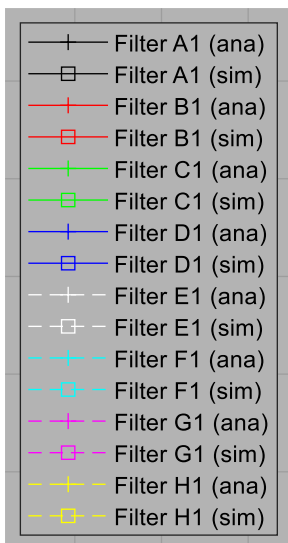 Filter A1 (ana)
Filter A1 (sim)
Filter B1 (ana)
Filter B1 (sim)
Filter C1 (ana)
Filter C1 (sim)
Filter D1 (ana)
Filter D1 (sim)
Filter E1 (ana)
Filter E1 (sim)
Filter F1 (ana)
Filter F1 (sim)
Filter G1 (ana)
Filter G1 (sim)
Filter H1 (ana)
Filter H1 (sim)